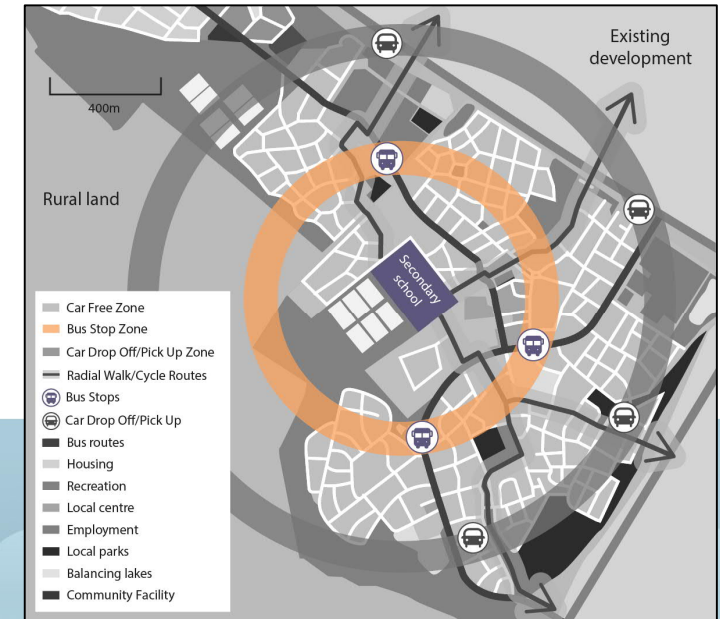 Existing
development
400m
Rural land
Secondary
school
Car Free Zone
Bus Stop Zone
Car Drop Off/Pick Up Zone
Radial Walk/Cycle Routes
Bus Stops
Car Drop Off/Pick Up
Bus routes
Housing
Recreation
Local centre
Employment
Local parks
Balancing lakes
Community Facility